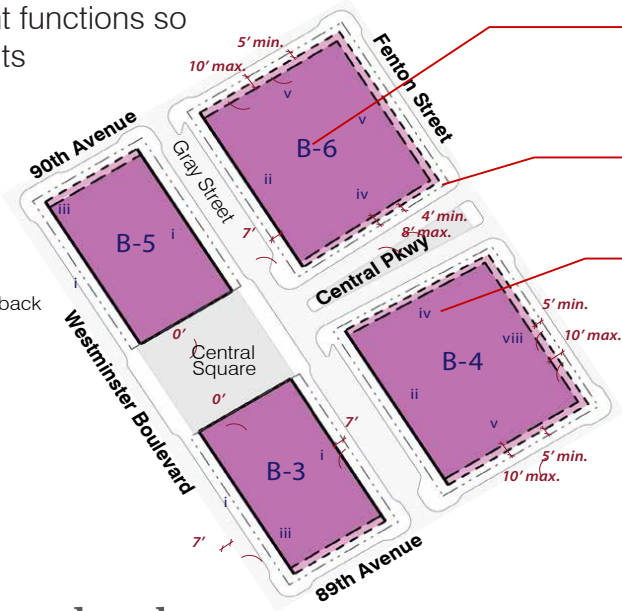 t functions so
ts
5' min.
10' max.
v
Fenton Street
90th Avenue
Gray Street
B-6
v
ii
iv
iii
i
B-5
7'
4' min.
8' max.
Central Pkwy
i
back
0'
Central
Square
iv
5' min.
viii
10' max.
B-4
Westminster Boulevard
0'
ii
7'
v
B-3
i
5' min.
10' max.
i
iii
7'
89th Avenue